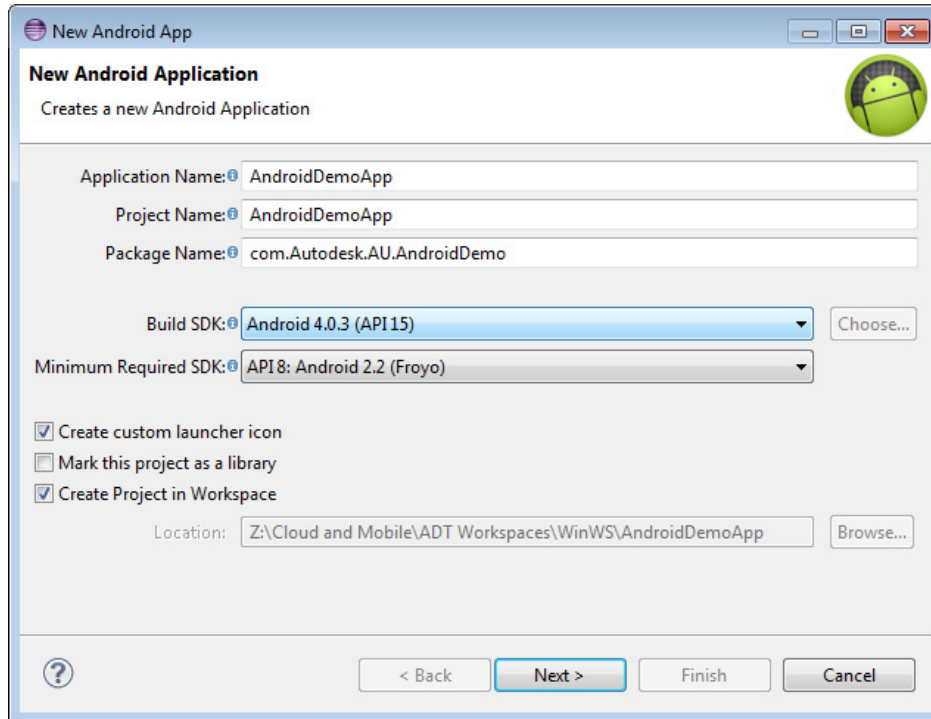 New Android App
New Android Application
Creates a new Android Application
Application Name: AndroidDemoApp
Project Name: AndroidDemoApp
Package Name: com.Autodesk.AU.AndroidDemo
Build SDK: Android 4.0.3 (API 15) Choose...
Minimum Required SDK: API 8: Android 2.2 (Froyo)
Create custom launcher icon
Mark this project as a library
Create Project in Workspace
Location: Z:\Cloud and Mobile\ADT Workspaces\WinWS\AndroidDemoApp Browse...
? < Back Next > Finish Cancel